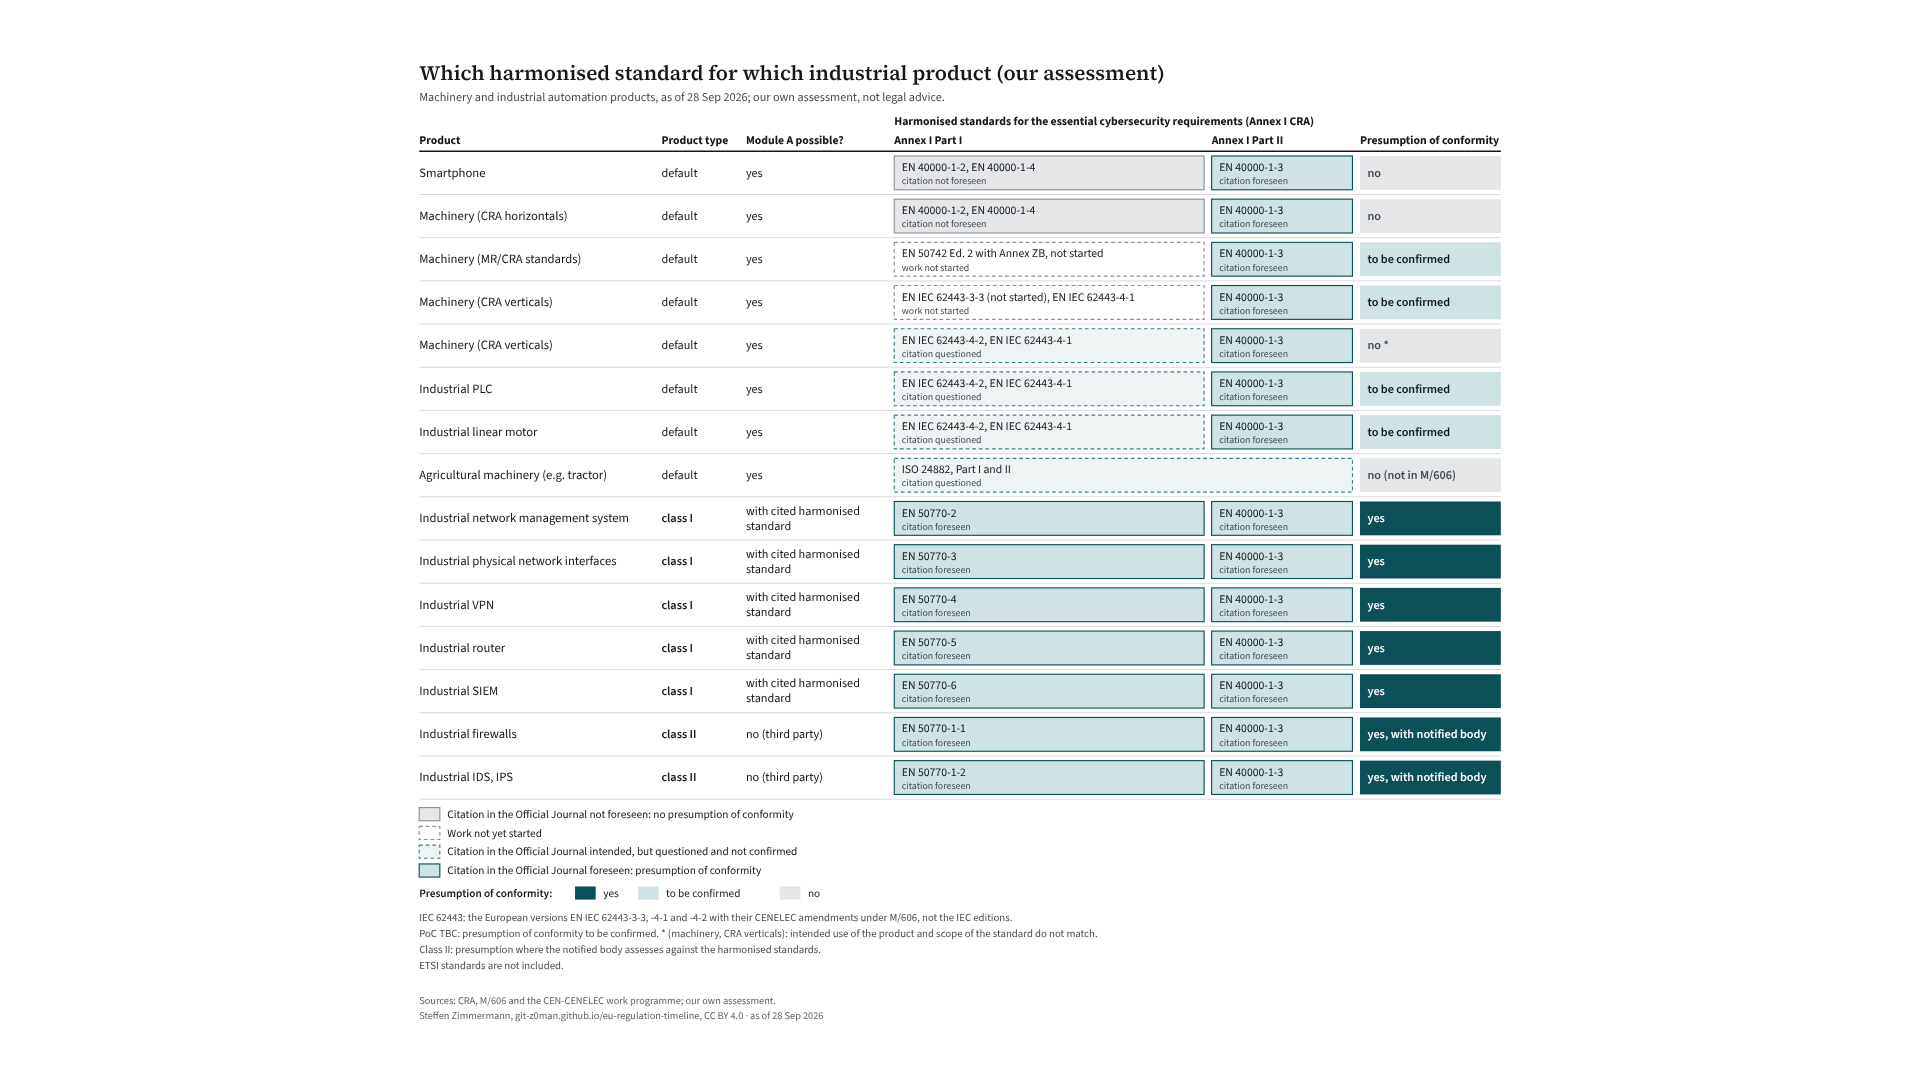 Which harmonised standard for which industrial product (our assessment)
Machinery and industrial automation products, as of 28 Sep 2026; our own assessment, not legal advice.
Harmonised standards for the essential cybersecurity requirements (Annex I CRA)
Product Product type Module A possible? Annex I Part I Annex I Part II Presumption of conformity
Smartphone default yes EN 40000-1-2, EN 40000-1-4 EN 40000-1-3 no
citation not foreseen citation foreseen
Machinery (CRA horizontals) default yes EN 40000-1-2, EN 40000-1-4 EN 40000-1-3 no
citation not foreseen citation foreseen
Machinery (MR/CRA standards) default yes EN 50742 Ed. 2 with Annex ZB, not started EN 40000-1-3 to be confirmed
work not started citation foreseen
Machinery (CRA verticals) default yes EN IEC 62443-3-3 (not started), EN IEC 62443-4-1 EN 40000-1-3 to be confirmed
work not started citation foreseen
Machinery (CRA verticals) default yes EN IEC 62443-4-2, EN IEC 62443-4-1 EN 40000-1-3 no *
citation questioned citation foreseen
Industrial PLC default yes EN IEC 62443-4-2, EN IEC 62443-4-1 EN 40000-1-3 to be confirmed
citation questioned citation foreseen
Industrial linear motor default yes EN IEC 62443-4-2, EN IEC 62443-4-1 EN 40000-1-3 to be confirmed
citation questioned citation foreseen
Agricultural machinery (e.g. tractor) default yes ISO 24882, Part I and II no (not in M/606)
citation questioned
Industrial network management system class I with cited harmonised standard EN 50770-2 EN 40000-1-3 yes
citation foreseen citation foreseen
Industrial physical network interfaces class I with cited harmonised standard EN 50770-3 EN 40000-1-3 yes
citation foreseen citation foreseen
Industrial VPN class I with cited harmonised standard EN 50770-4 EN 40000-1-3 yes
citation foreseen citation foreseen
Industrial router class I with cited harmonised standard EN 50770-5 EN 40000-1-3 yes
citation foreseen citation foreseen
Industrial SIEM class I with cited harmonised standard EN 50770-6 EN 40000-1-3 yes
citation foreseen citation foreseen
Industrial firewalls class II no (third party) EN 50770-1-1 EN 40000-1-3 yes, with notified body
citation foreseen citation foreseen
Industrial IDS, IPS class II no (third party) EN 50770-1-2 EN 40000-1-3 yes, with notified body
citation foreseen citation foreseen
Citation in the Official Journal not foreseen: no presumption of conformity
Work not yet started
Citation in the Official Journal intended, but questioned and not confirmed
Citation in the Official Journal foreseen: presumption of conformity
Presumption of conformity: yes to be confirmed no
IEC 62443: the European versions EN IEC 62443-3-3, -4-1 and -4-2 with their CENELEC amendments under M/606, not the IEC editions.
PoC TBC: presumption of conformity to be confirmed. * (machinery, CRA verticals): intended use of the product and scope of the standard do not match.
Class II: presumption where the notified body assesses against the harmonised standards.
ETSI standards are not included.
Sources: CRA, M/606 and the CEN-CENELEC work programme; our own assessment.
Steffen Zimmermann, git-z0man.github.io/eu-regulation-timeline, CC BY 4.0 · as of 28 Sep 2026